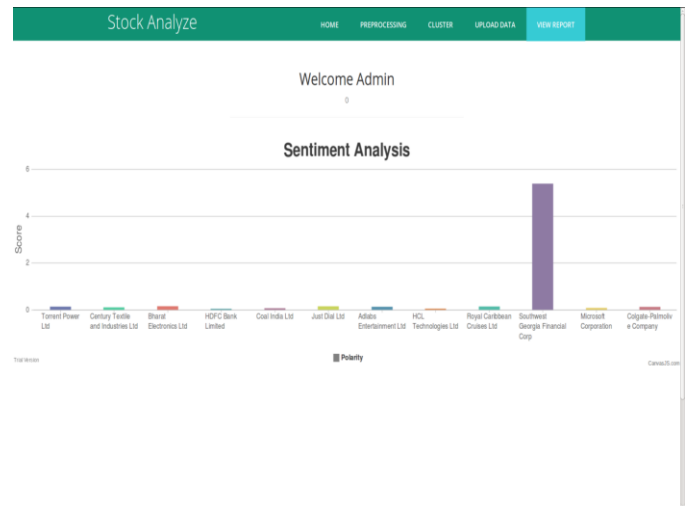 Stock Analyze
HOME PREPROCESSING CLUSTER UPLOAD DATA VIEW REPORT
Welcome Admin
0
Sentiment Analysis
6
4
2
0
Score
Torrent Power
Ltd
Century Textile
and Industries Ltd
Bharat
Electronics Ltd
HDFC Bank
Limited
Coal India Ltd
Just Dial Ltd
Adlabs
Entertainment Ltd
HCL
Technologies Ltd
Royal Caribbean
Cruises Ltd
Southwest
Georgia Financial
Corp
Microsoft
Corporation
Colgate-Palmoliv
e Company
Trial Version
Polarity
CanvasJS.com